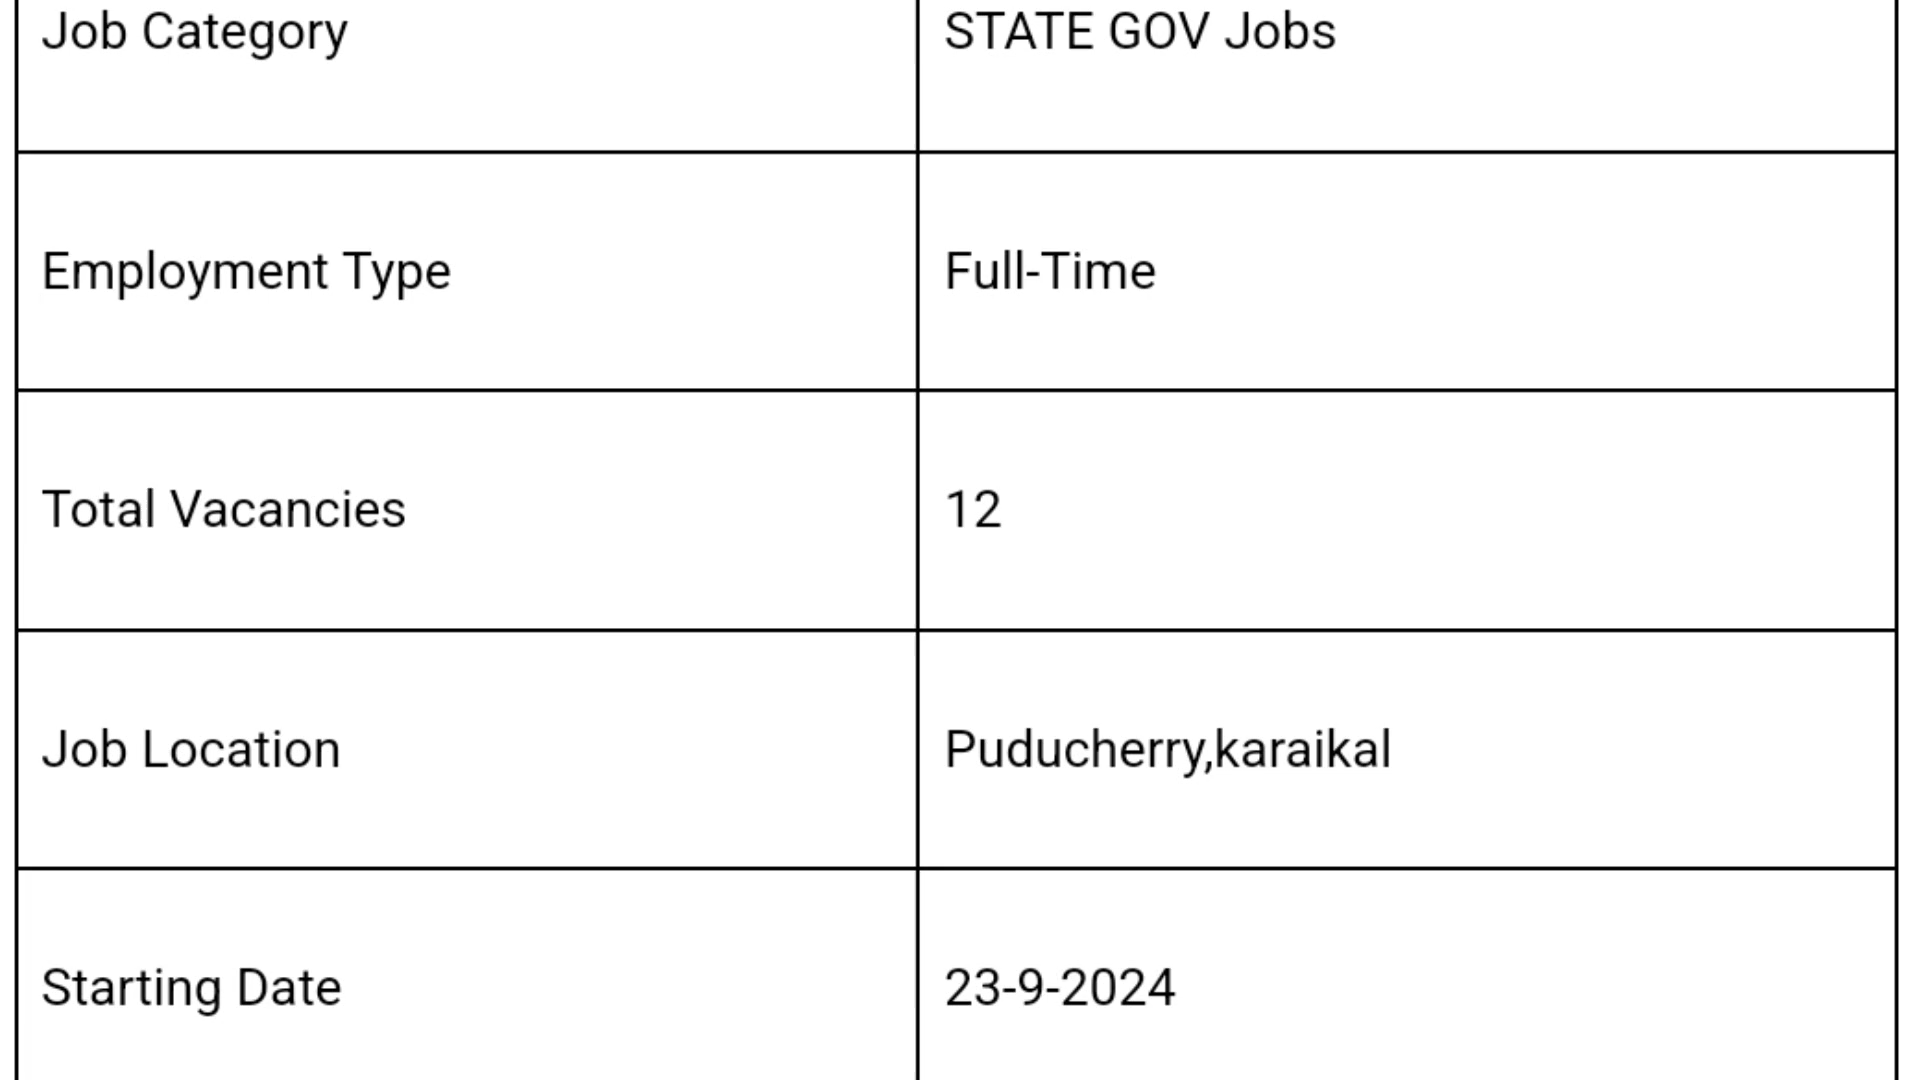 Job Category STATE GOV Jobs
Employment Type Full-Time
Total Vacancies 12
Job Location Puducherry,karaikal
Starting Date 23-9-2024